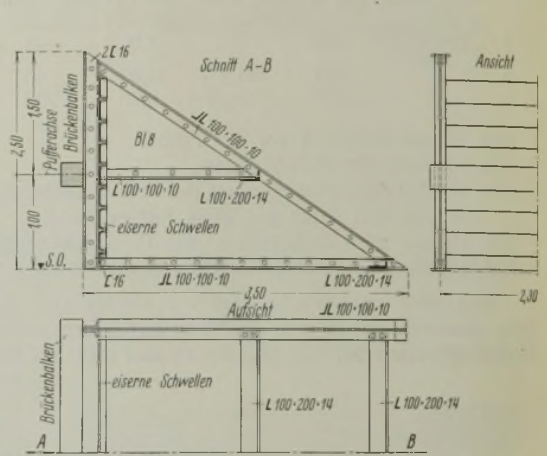 2 C 16
Schnitt A-B
Ansicht
2,50
1,50
1,00
Pufferachse
Brückenbalken
Bl 8
JL 100·100·10
L 100·100·10
L 100·200·14
eiserne Schwellen
S.O.
C 16
JL 100·100·10
L 100·200·14
3,50
2,30
Aufsicht
JL 100·100·10
Brückenbalken
eiserne Schwellen
L 100·200·14
L 100·200·14
A
B